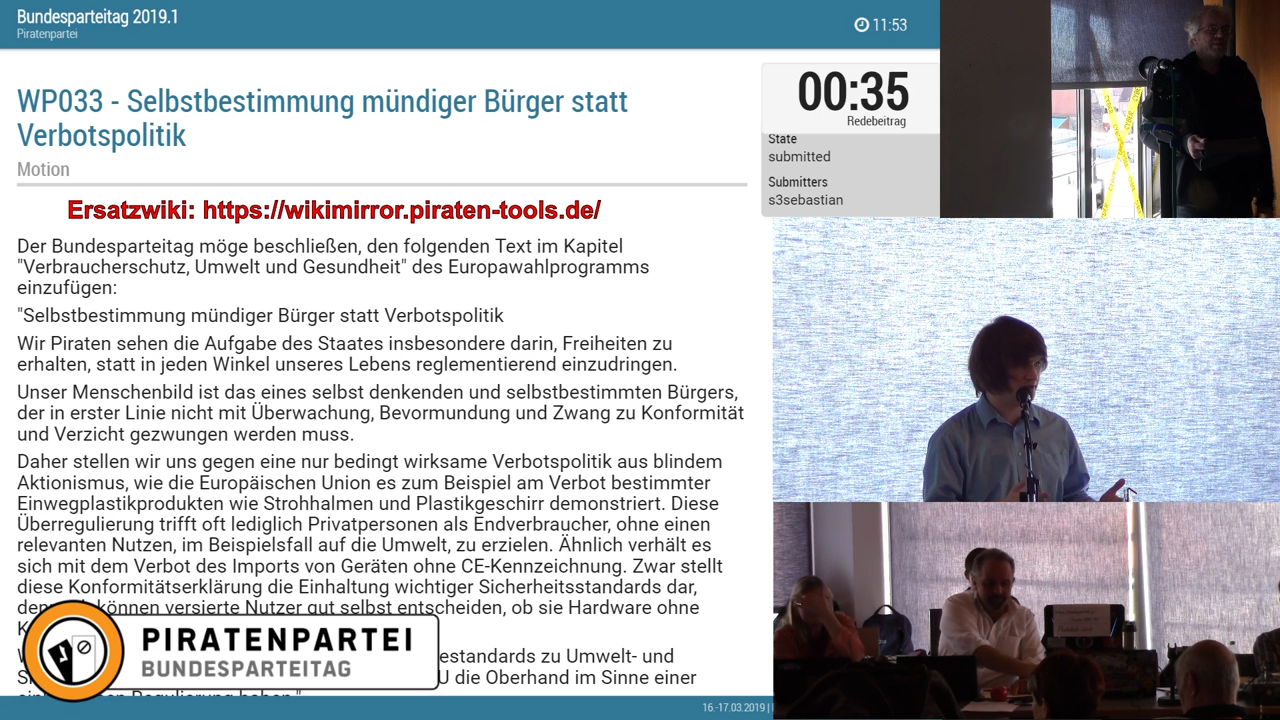 Bundesparteitag 2019.1
Piratenpartei
11:53
WP033 - Selbstbestimmung mündiger Bürger statt
Verbotspolitik
Motion
00:35
Redebeitrag
State
submitted
Submitters
s3sebastian
Ersatzwiki: https://wikimirror.piraten-tools.de/
Der Bundesparteitag möge beschließen, den folgenden Text im Kapitel
"Verbraucherschutz, Umwelt und Gesundheit" des Europawahlprogramms
einzufügen:
"Selbstbestimmung mündiger Bürger statt Verbotspolitik
Wir Piraten sehen die Aufgabe des Staates insbesondere darin, Freiheiten zu
erhalten, statt in jeden Winkel unseres Lebens reglementierend einzudringen.
Unser Menschenbild ist das eines selbst denkenden und selbstbestimmten Bürgers,
der in erster Linie nicht mit Überwachung, Bevormundung und Zwang zu Konformität
und Verzicht gezwungen werden muss.
Daher stellen wir uns gegen eine nur bedingt wirksame Verbotspolitik aus blindem
Aktionismus, wie die Europäischen Union es zum Beispiel am Verbot bestimmter
Einwegplastikprodukten wie Strohhalmen und Plastikgeschirr demonstriert. Diese
Überregulierung trifft oft lediglich Privatpersonen als Endverbraucher, ohne einen
relevanten Nutzen, im Beispielsfall auf die Umwelt, zu erzielen. Ähnlich verhält es
sich mit dem Verbot des Imports von Geräten ohne CE-Kennzeichnung. Zwar stellt
diese Konformitätserklärung die Einhaltung wichtiger Sicherheitsstandards dar,
können versierte Nutzer gut selbst entscheiden, ob sie Hardware ohne
estandards zu Umwelt- und
U die Oberhand im Sinne einer
Regulierung haben."
PIRATENPARTEI
BUNDESPARTEITAG
16.-17.03.2019 |